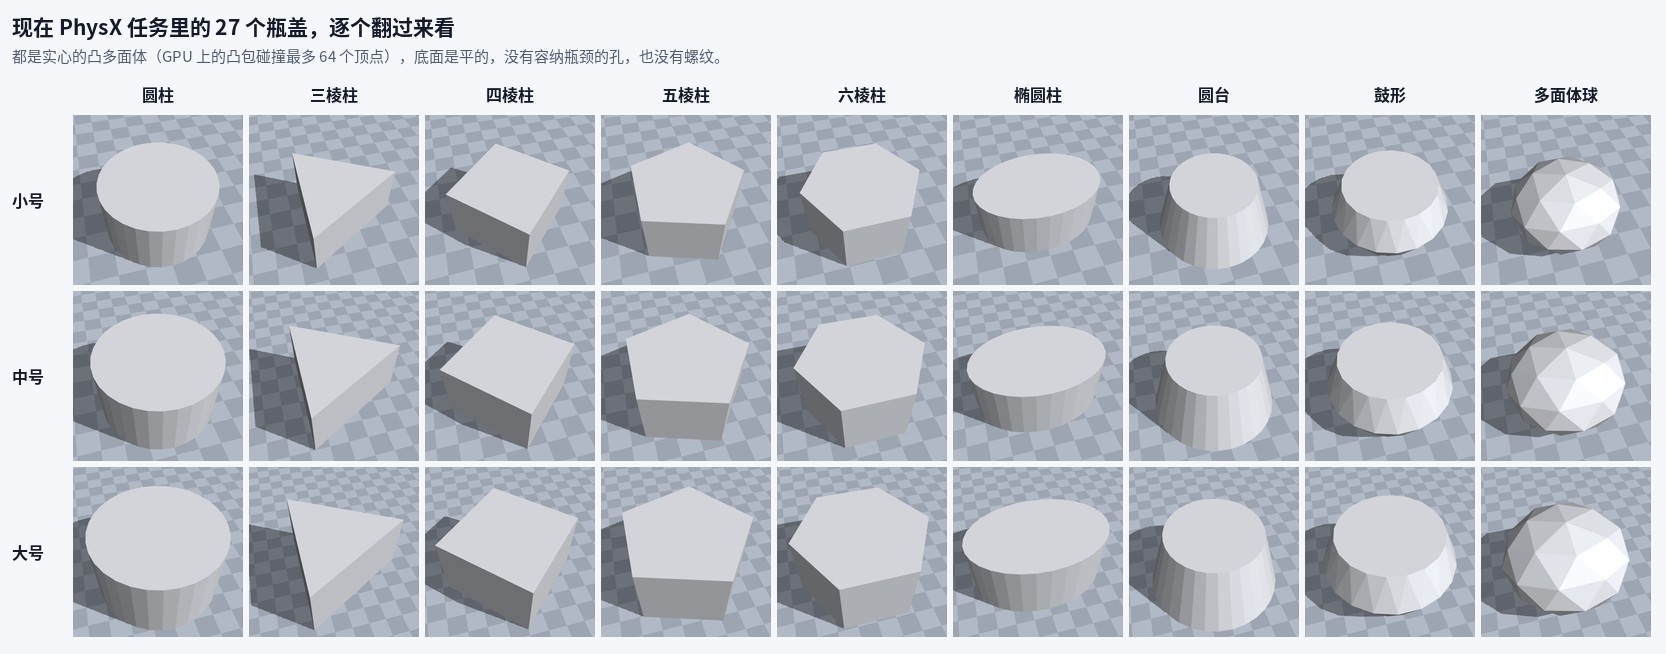 现在 PhysX 任务里的 27 个瓶盖，逐个翻过来看
都是实心的凸多面体（GPU 上的凸包碰撞最多 64 个顶点），底面是平的，没有容纳瓶颈的孔，也没有螺纹。
圆柱 三棱柱 四棱柱 五棱柱 六棱柱 椭圆柱 圆台 鼓形 多面体球
小号
中号
大号